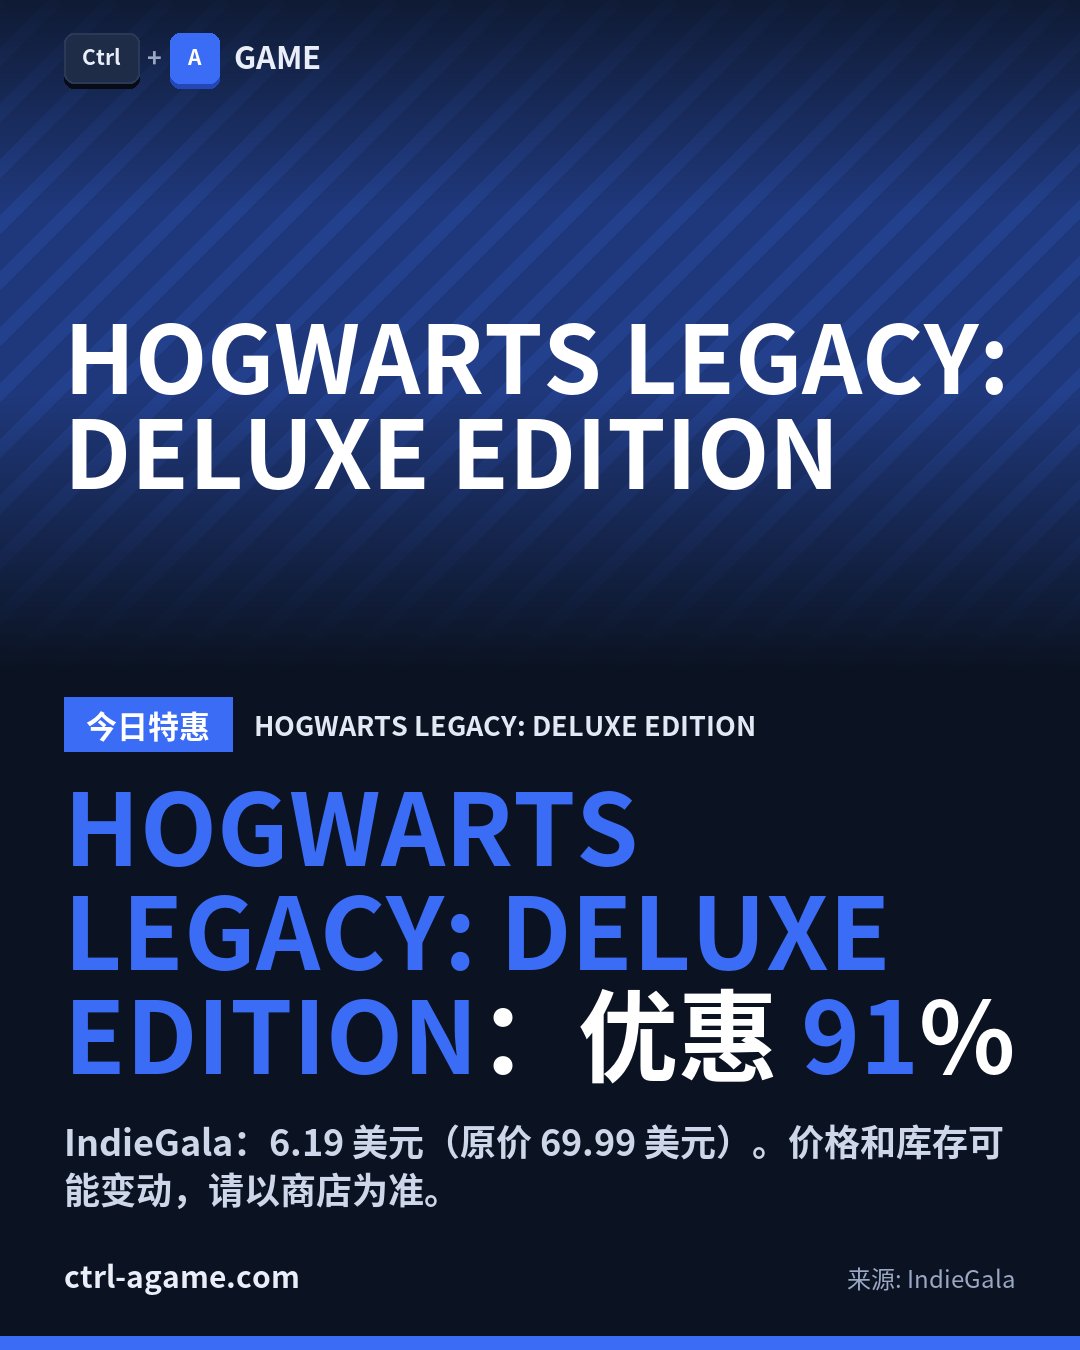 Ctrl + A GAME
HOGWARTS LEGACY:
DELUXE EDITION
今日特惠 HOGWARTS LEGACY: DELUXE EDITION
HOGWARTS
LEGACY: DELUXE
EDITION：优惠 91%
IndieGala：6.19 美元（原价 69.99 美元）。价格和库存可
能变动，请以商店为准。
ctrl-agame.com
来源: IndieGala